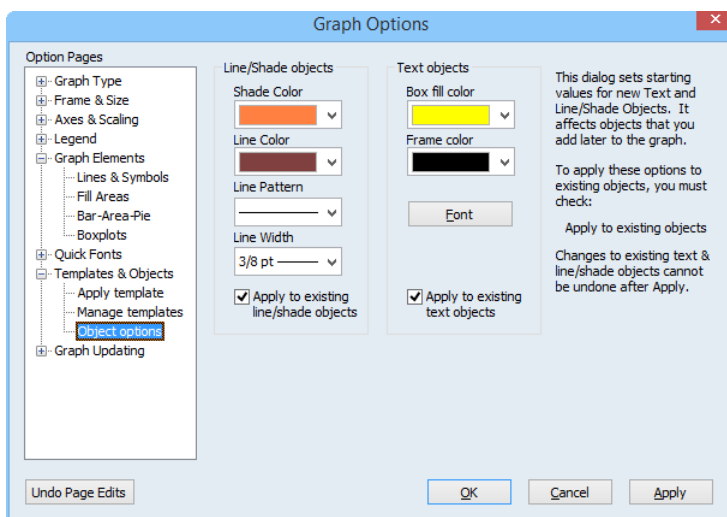 Graph Options
Option Pages
Graph Type
Frame & Size
Axes & Scaling
Legend
Graph Elements
Lines & Symbols
Fill Areas
Bar-Area-Pie
Boxplots
Quick Fonts
Templates & Objects
Apply template
Manage templates
Object options
Graph Updating
Line/Shade objects
Shade Color
Line Color
Line Pattern
Line Width
3/8 pt
Apply to existing
line/shade objects
Text objects
Box fill color
Frame color
Font
Apply to existing
text objects
This dialog sets starting
values for new Text and
Line/Shade Objects. It
affects objects that you
add later to the graph.
To apply these options to
existing objects, you must
check:
Apply to existing objects
Changes to existing text &
line/shade objects cannot
be undone after Apply.
Undo Page Edits
OK
Cancel
Apply